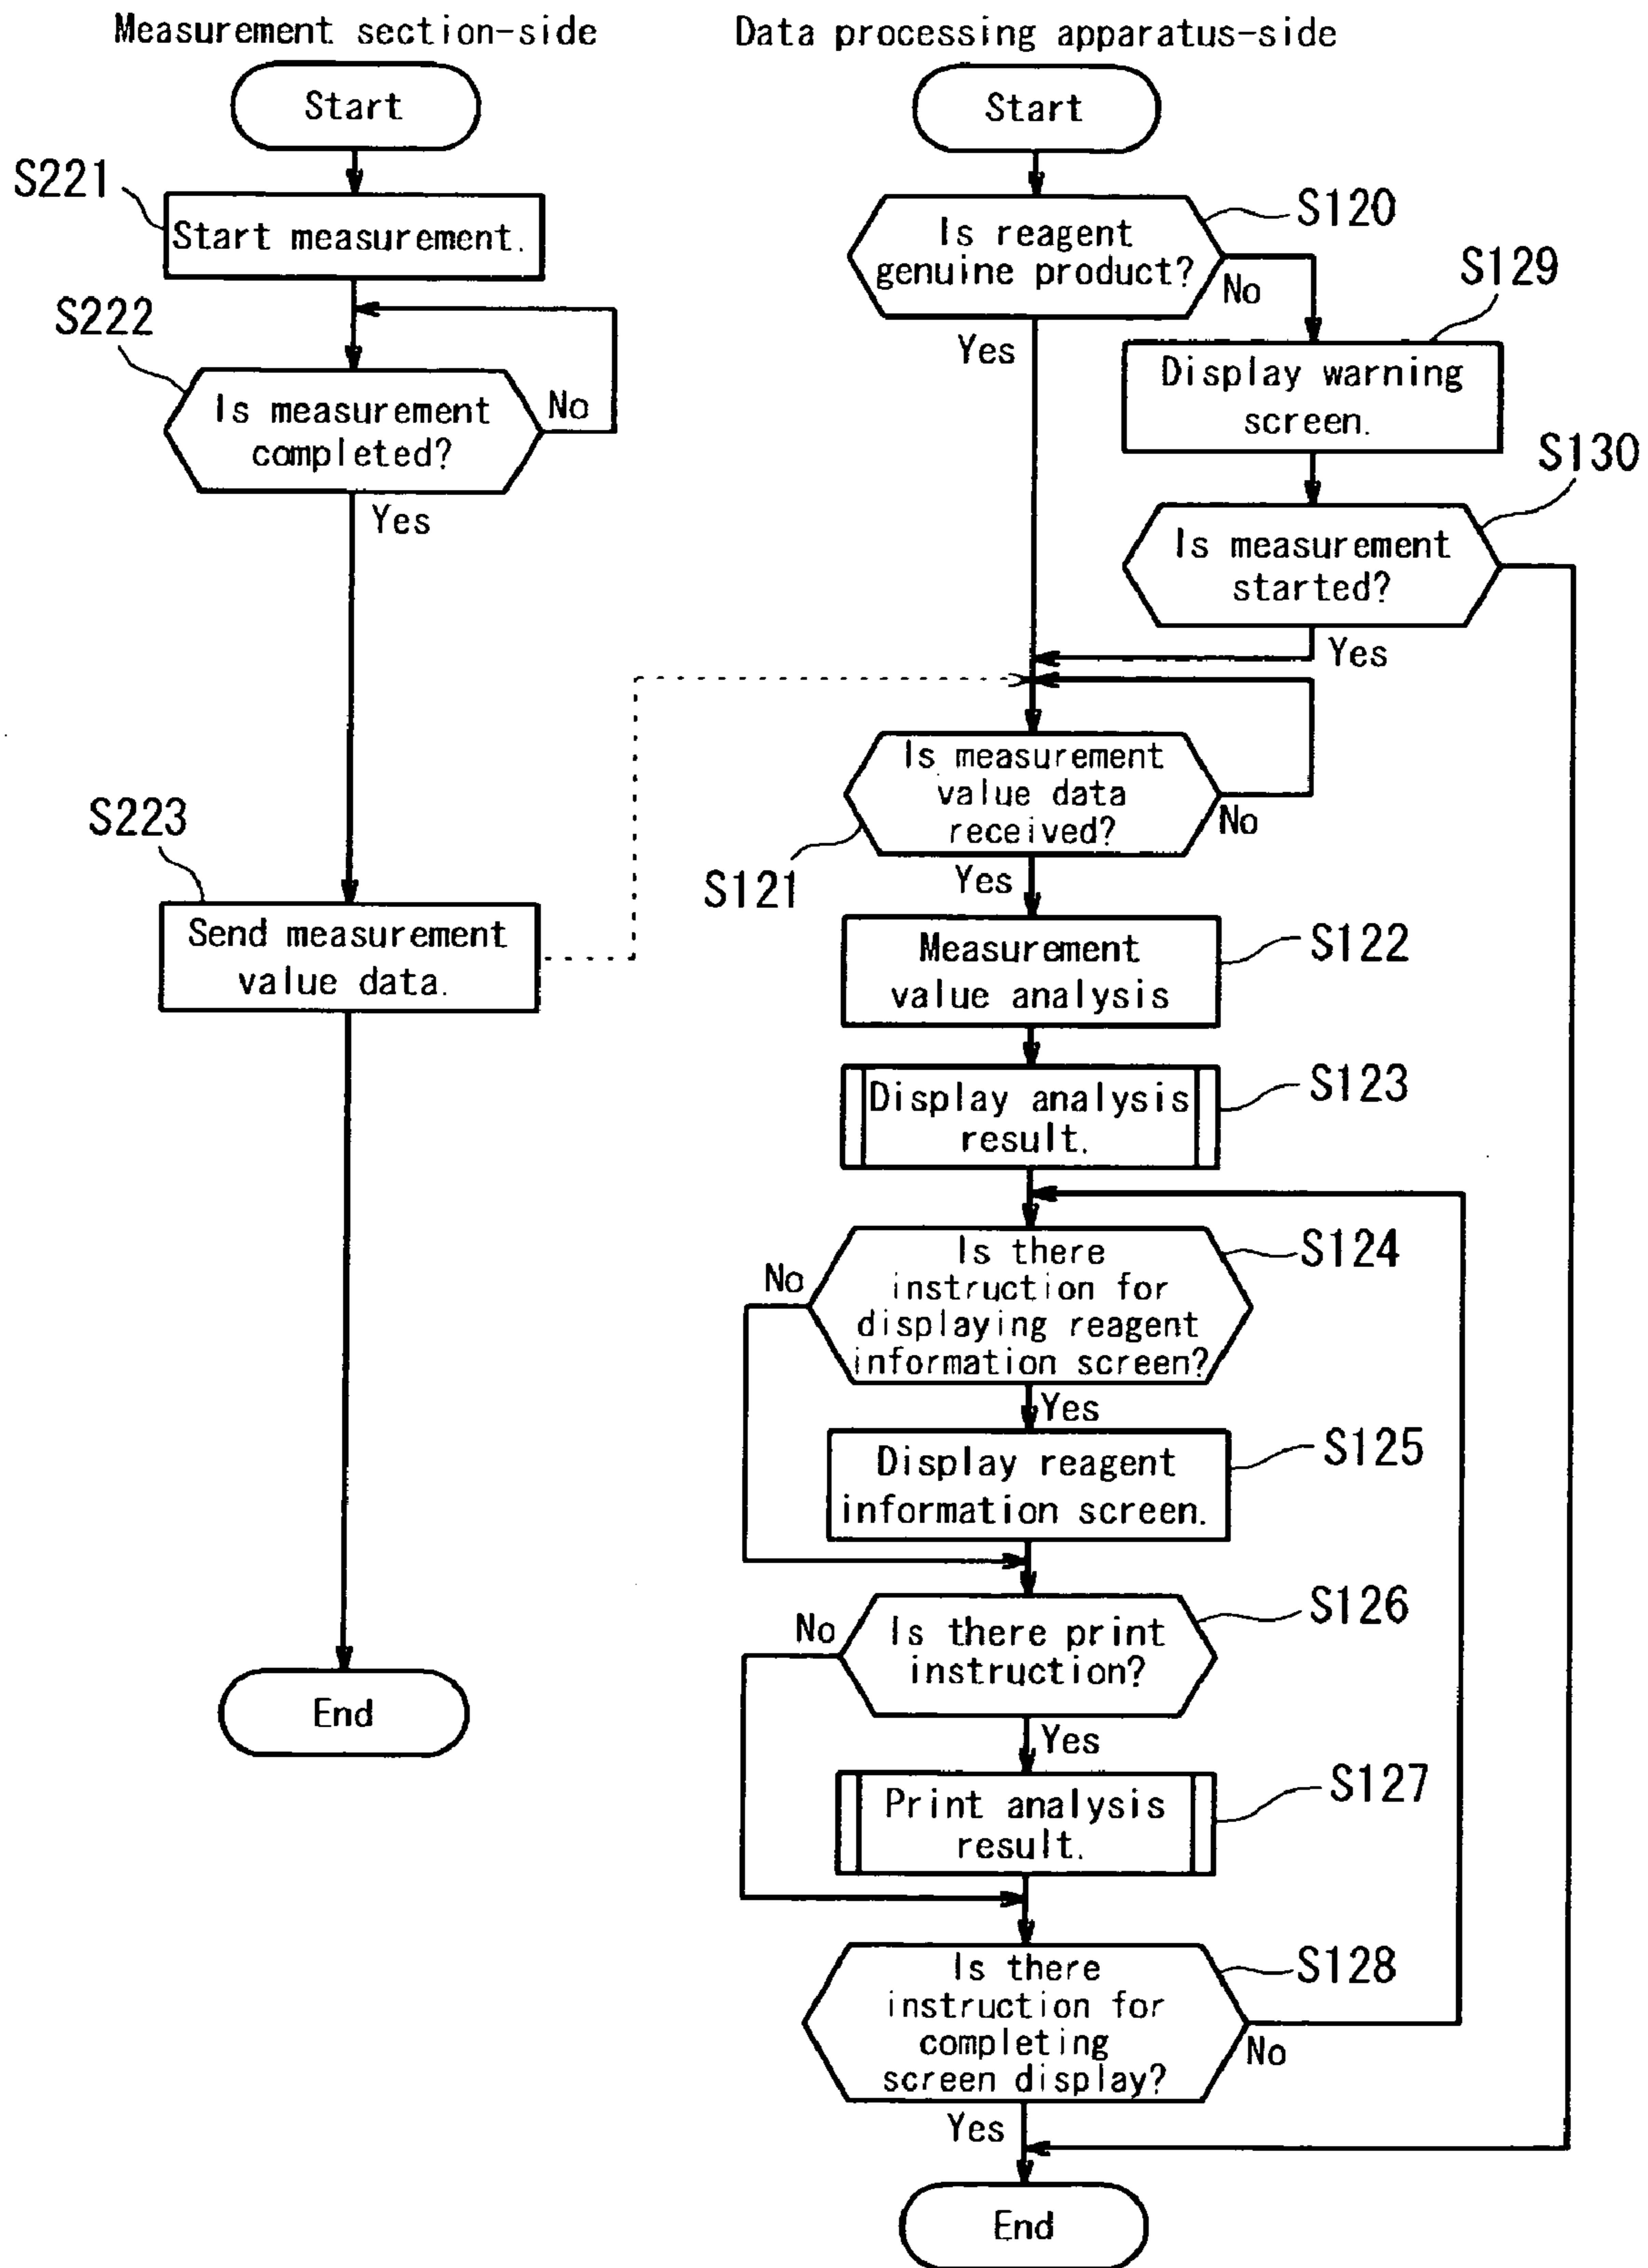 Measurement section-side
Start
S221
Start measurement.
S222
Is measurement
completed?
No
Yes
S223
Send measurement
value data.
End
Data processing apparatus-side
Start
S120
Is reagent
genuine product?
No
Yes
S129
Display warning
screen.
S130
Is measurement
started?
Yes
Is measurement
value data
received?
No
S121
Yes
Measurement
value analysis
S122
Display analysis
result.
S123
Is there
instruction for
displaying reagent
information screen?
S124
No
Yes
Display reagent
information screen.
S125
Is there print
instruction?
S126
No
Yes
Print analysis
result.
S127
Is there
instruction for
completing
screen display?
S128
No
Yes
End